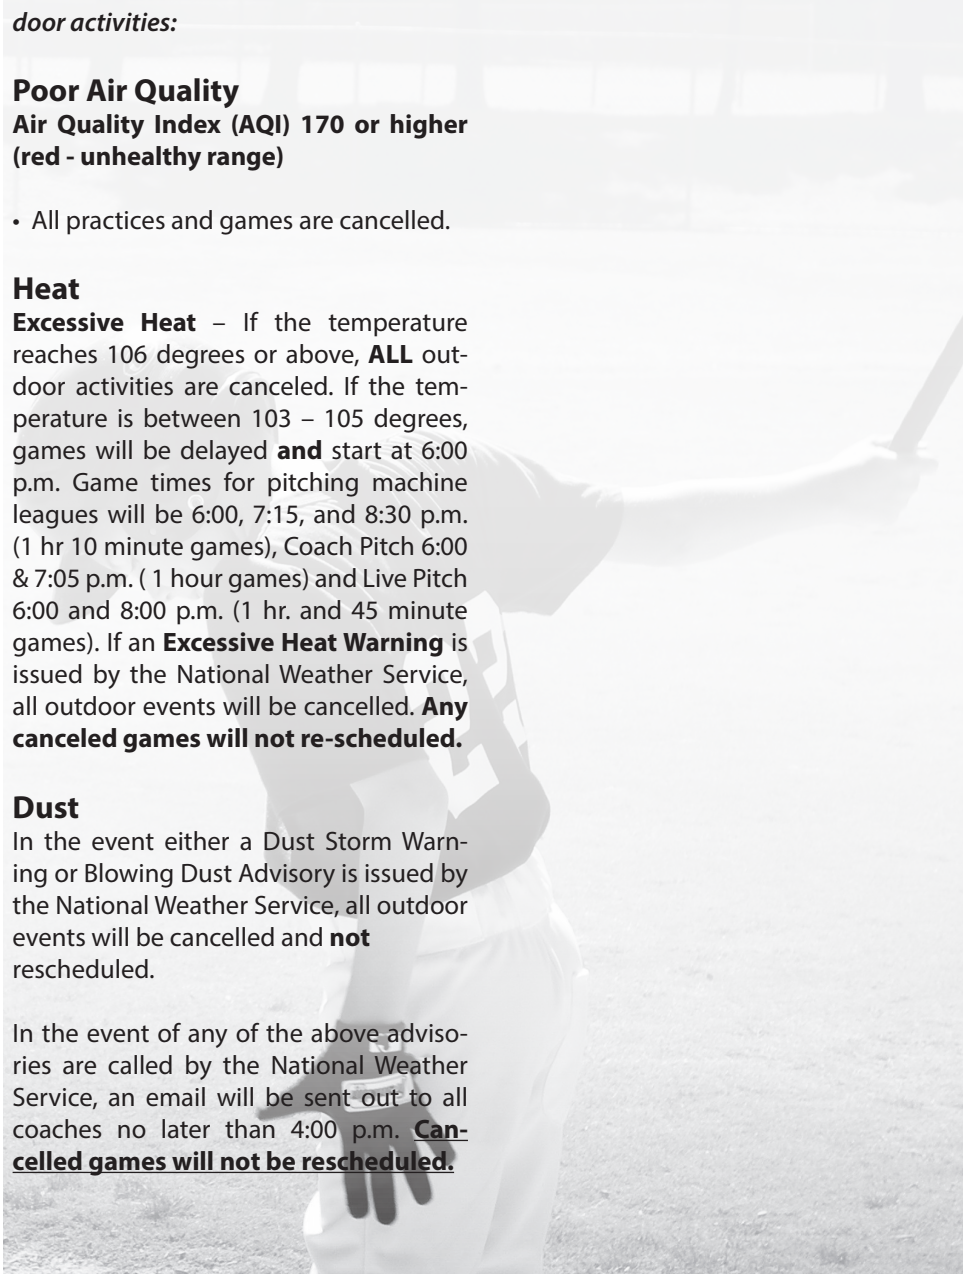 door activities:
Poor Air Quality
Air Quality Index (AQI) 170 or higher
(red - unhealthy range)
• All practices and games are cancelled.
Heat
Excessive Heat – If the temperature
reaches 106 degrees or above, ALL out-
door activities are canceled. If the tem-
perature is between 103 – 105 degrees,
games will be delayed and start at 6:00
p.m. Game times for pitching machine
leagues will be 6:00, 7:15, and 8:30 p.m.
(1 hr 10 minute games), Coach Pitch 6:00
& 7:05 p.m. ( 1 hour games) and Live Pitch
6:00 and 8:00 p.m. (1 hr. and 45 minute
games). If an Excessive Heat Warning is
issued by the National Weather Service,
all outdoor events will be cancelled. Any
canceled games will not re-scheduled.
Dust
In the event either a Dust Storm Warn-
ing or Blowing Dust Advisory is issued by
the National Weather Service, all outdoor
events will be cancelled and not
rescheduled.
In the event of any of the above adviso-
ries are called by the National Weather
Service, an email will be sent out to all
coaches no later than 4:00 p.m. Can-
celled games will not be rescheduled.